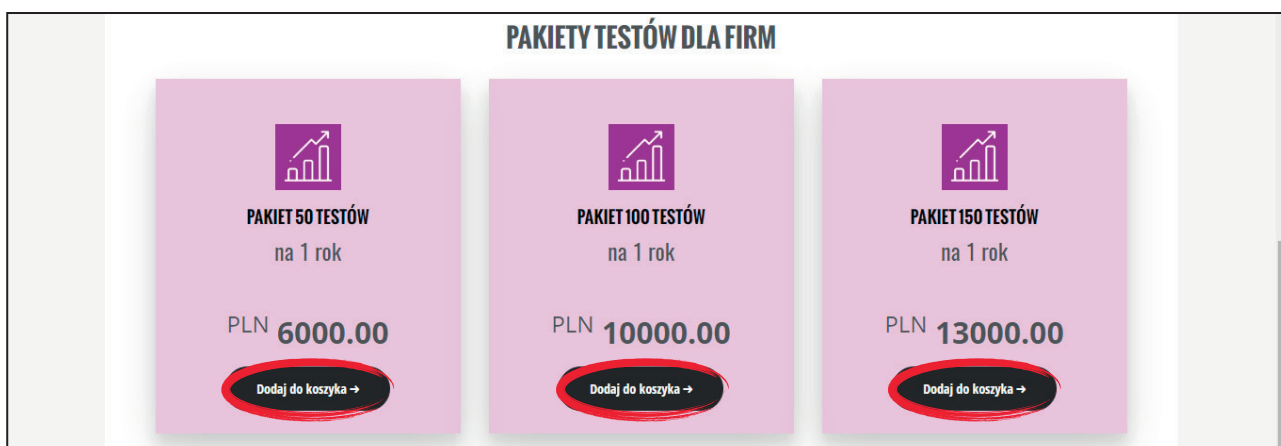 PAKIETY TESTÓW DLA FIRM
PAKIET 50 TESTÓW
na 1 rok
PLN 6000.00
Dodaj do koszyka →
PAKIET 100 TESTÓW
na 1 rok
PLN 10000.00
Dodaj do koszyka →
PAKIET 150 TESTÓW
na 1 rok
PLN 13000.00
Dodaj do koszyka →